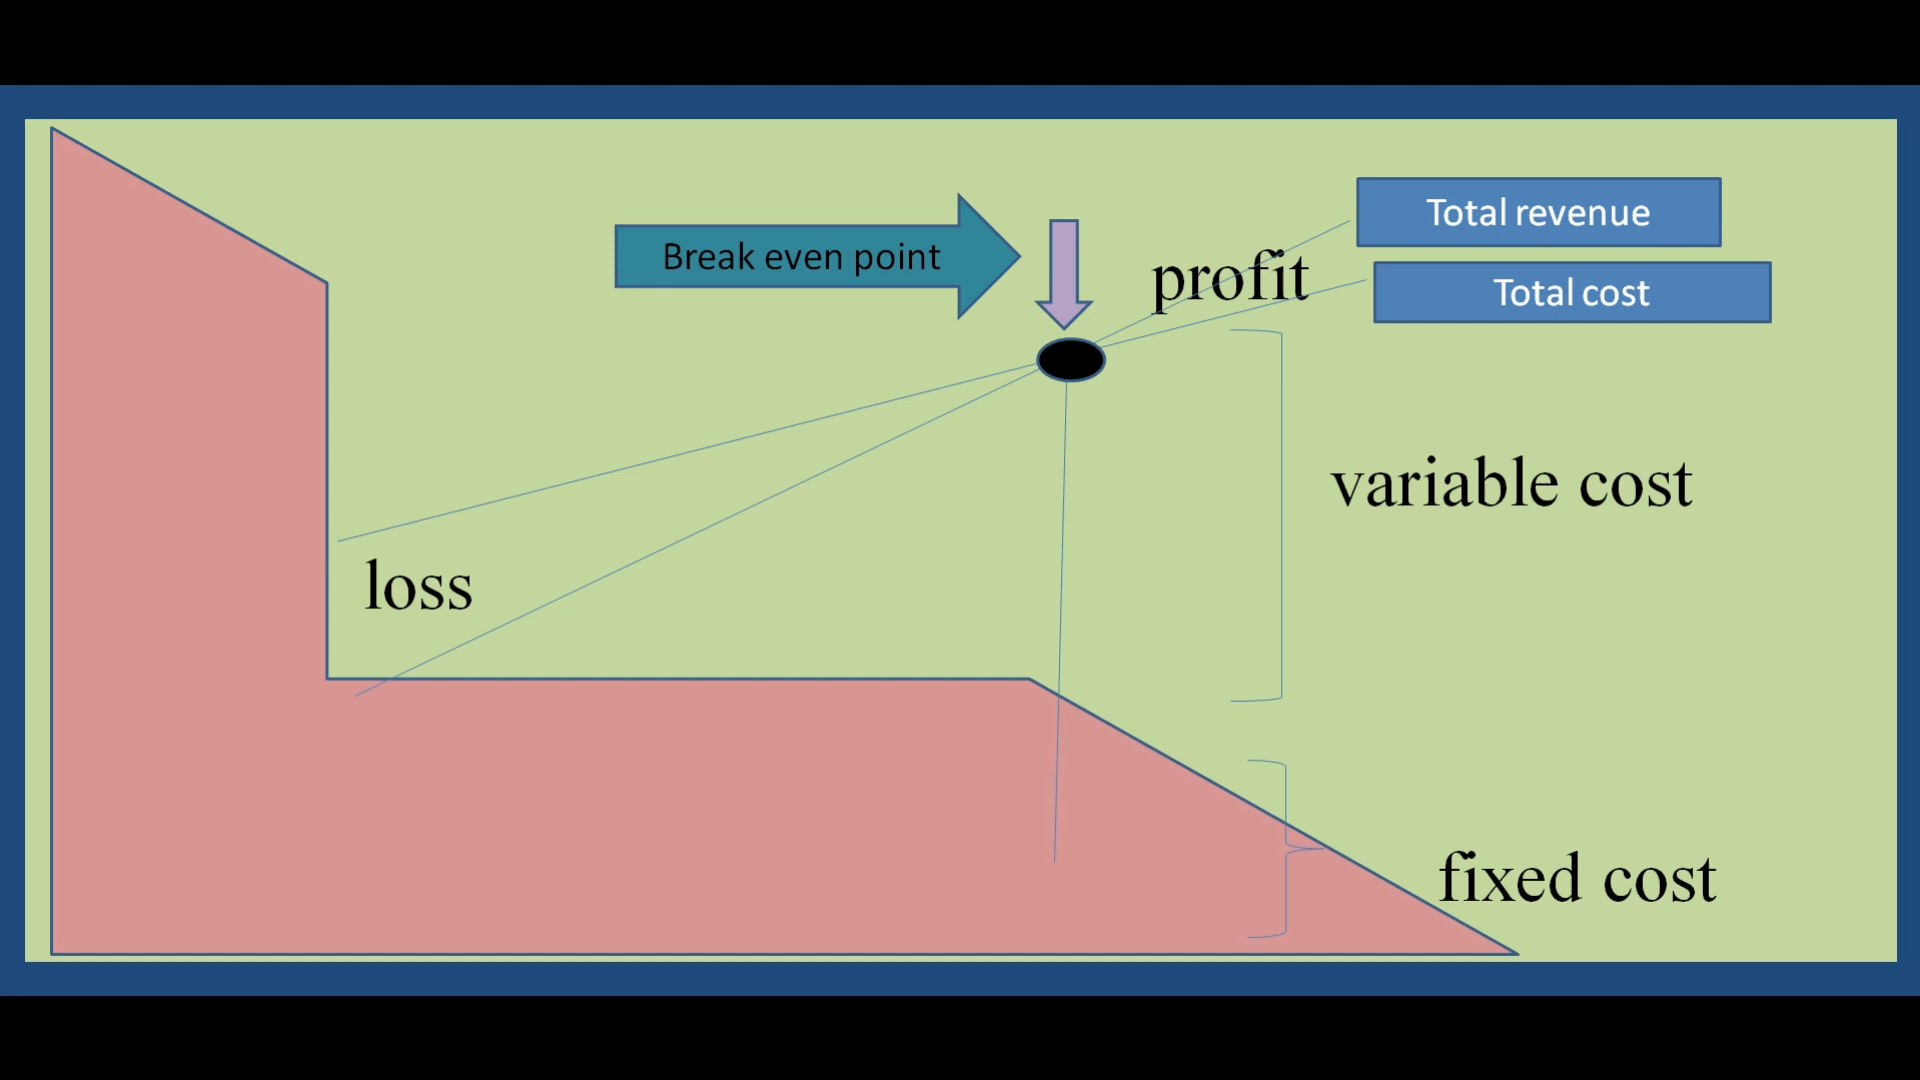 Total revenue
Break even point
profit
Total cost
variable cost
loss
fixed cost